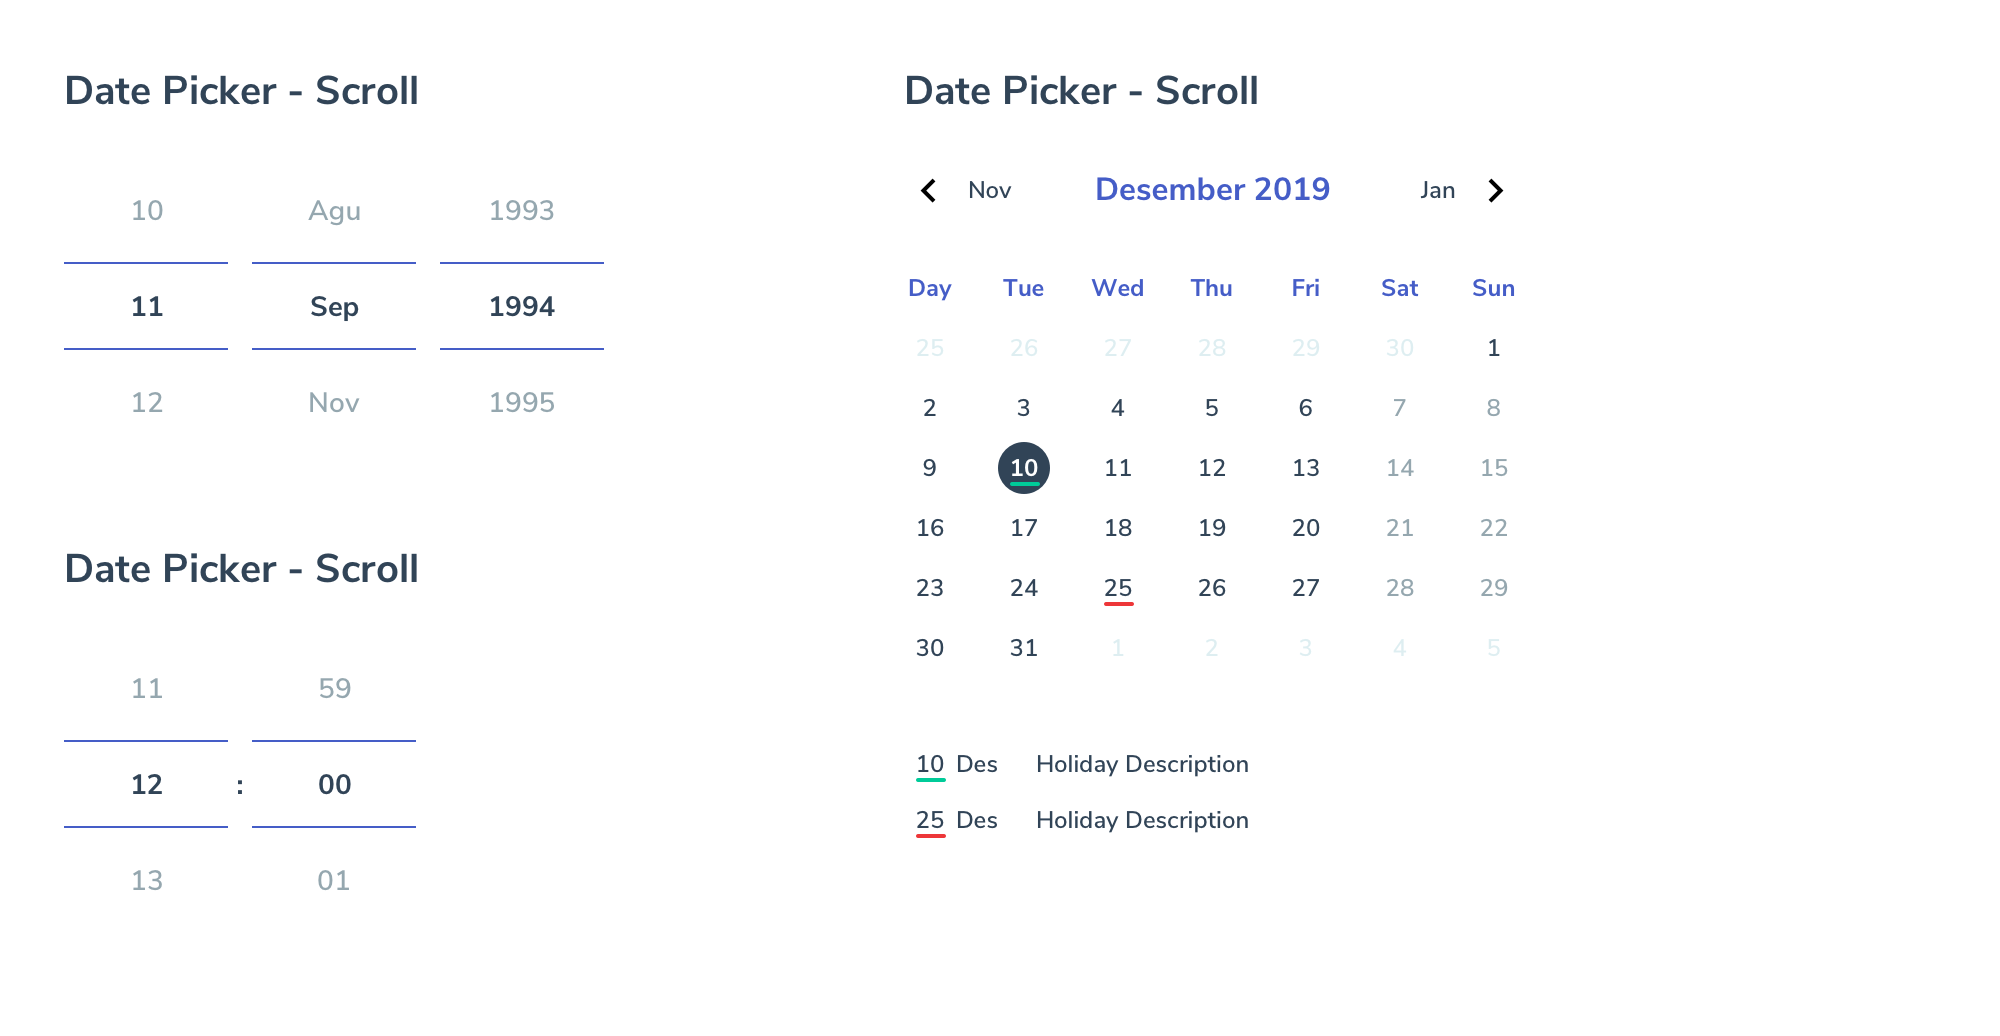 Date Picker - Scroll
10 Agu 1993
11 Sep 1994
12 Nov 1995
Date Picker - Scroll
11 59
12 : 00
13 01
Date Picker - Scroll
Nov Desember 2019 Jan
Day Tue Wed Thu Fri Sat Sun
25 26 27 28 29 30 1
2 3 4 5 6 7 8
9 10 11 12 13 14 15
16 17 18 19 20 21 22
23 24 25 26 27 28 29
30 31 1 2 3 4 5
10 Des Holiday Description
25 Des Holiday Description